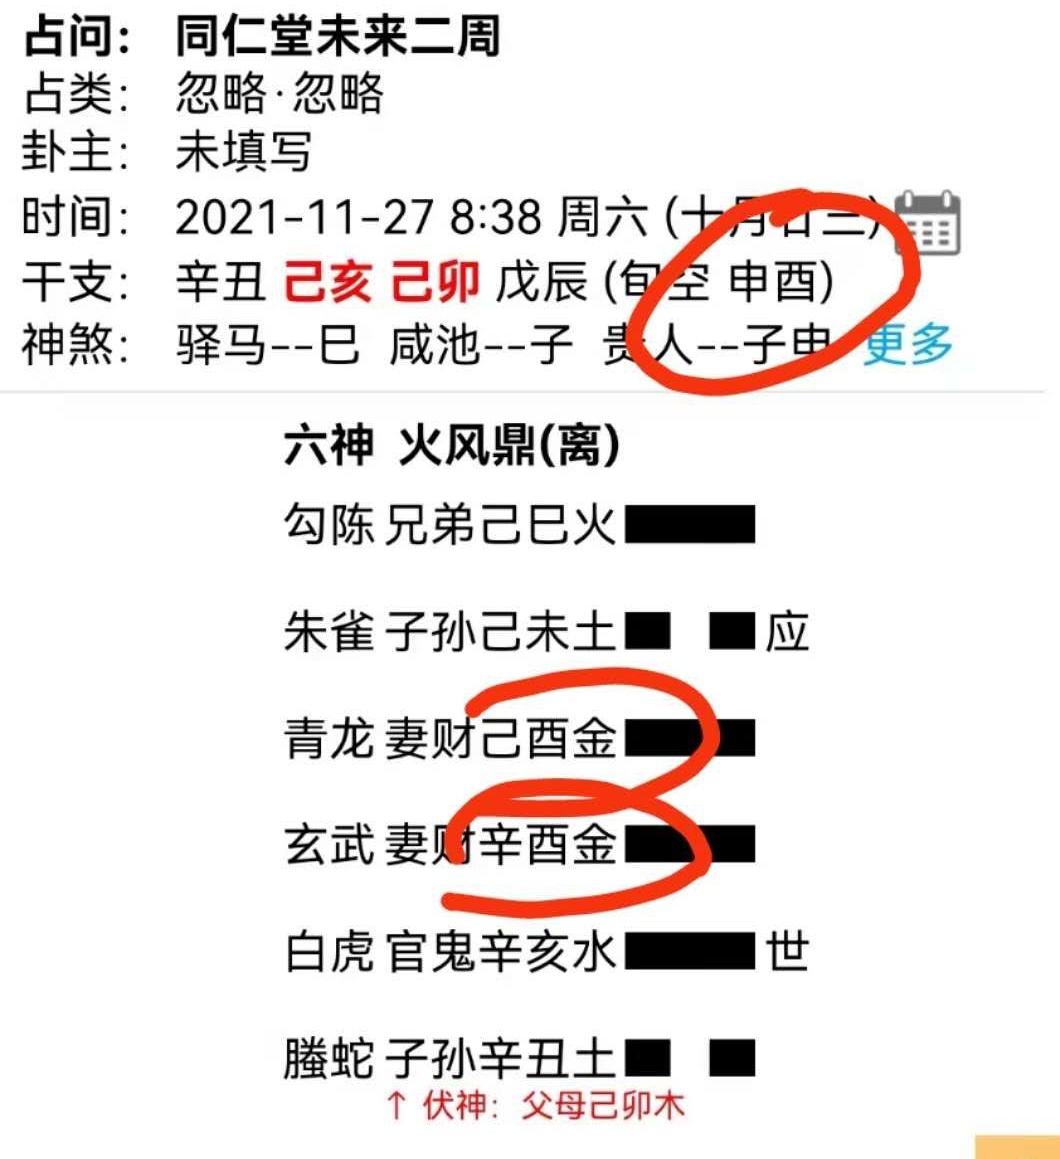 占问: 同仁堂未来二周
占类: 忽略·忽略
卦主: 未填写
时间: 2021-11-27 8:38 周六 (十月廿三)
干支: 辛丑 己亥 己卯 戊辰 (旬空 申酉)
神煞: 驿马--巳 咸池--子 贵人--子申 更多
六神 火风鼎(离)
勾陈 兄弟己巳火
朱雀 子孙己未土 应
青龙 妻财己酉金
玄武 妻财辛酉金
白虎 官鬼辛亥水 世
螣蛇 子孙辛丑土
↑ 伏神: 父母己卯木